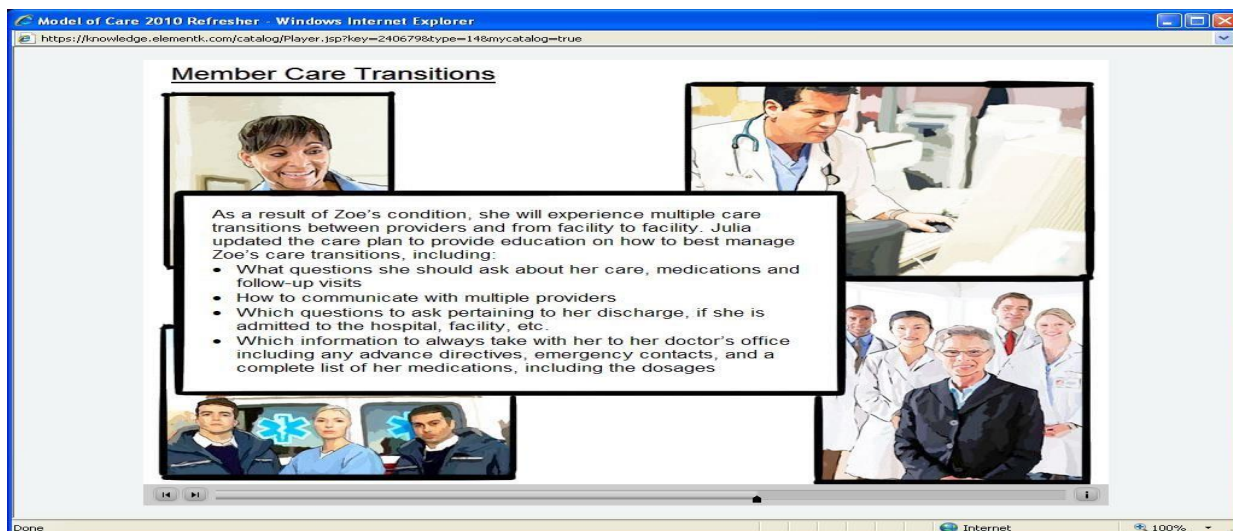 Model of Care 2010 Refresher - Windows Internet Explorer
https://knowledge.elementk.com/catalog/Player.jsp?key=240679&type=14&mycatalog=true
Member Care Transitions
As a result of Zoe's condition, she will experience multiple care
transitions between providers and from facility to facility. Julia
updated the care plan to provide education on how to best manage
Zoe's care transitions, including:
• What questions she should ask about her care, medications and
follow-up visits
• How to communicate with multiple providers
• Which questions to ask pertaining to her discharge, if she is
admitted to the hospital, facility, etc.
• Which information to always take with her to her doctor's office
including any advance directives, emergency contacts, and a
complete list of her medications, including the dosages
Done
Internet
100%